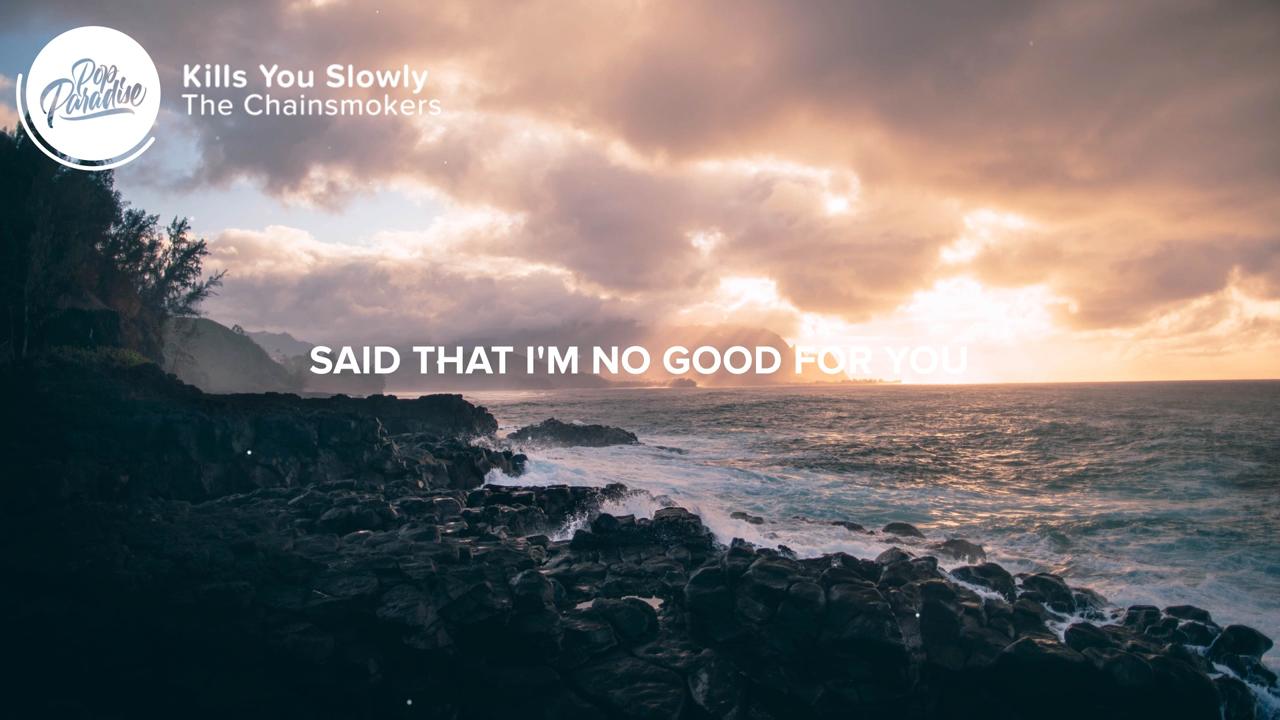 Pop
Paradise
Kills You Slowly
The Chainsmokers
SAID THAT I'M NO GOOD FOR YOU